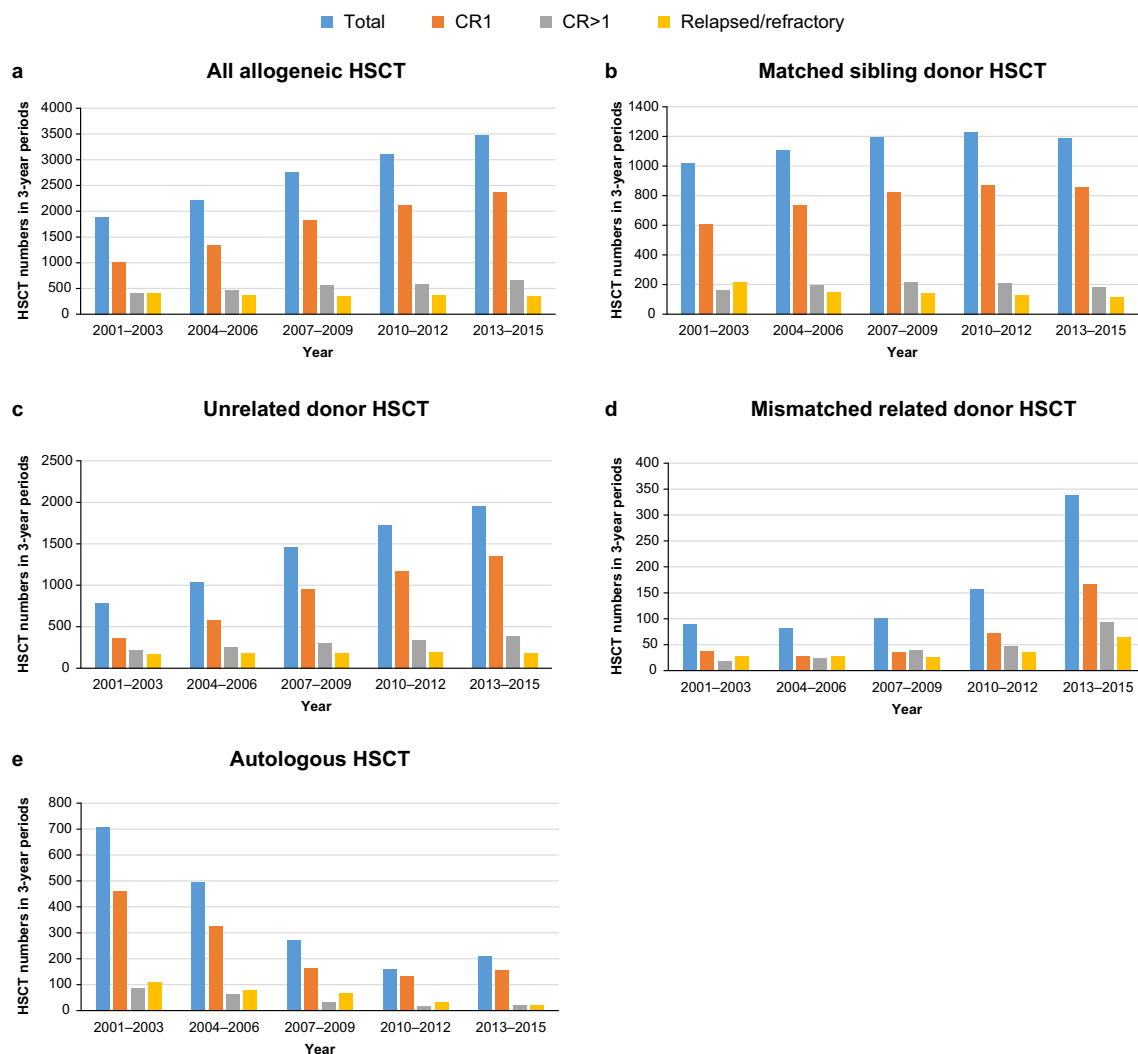 Total CR1 CR>1 Relapsed/refractory
a All allogeneic HSCT
HSCT numbers in 3-year periods
4000
3500
3000
2500
2000
1500
1000
500
0
2001–2003 2004–2006 2007–2009 2010–2012 2013–2015
Year
b Matched sibling donor HSCT
HSCT numbers in 3-year periods
1400
1200
1000
800
600
400
200
0
2001–2003 2004–2006 2007–2009 2010–2012 2013–2015
Year
c Unrelated donor HSCT
HSCT numbers in 3-year periods
2500
2000
1500
1000
500
0
2001–2003 2004–2006 2007–2009 2010–2012 2013–2015
Year
d Mismatched related donor HSCT
HSCT numbers in 3-year periods
400
350
300
250
200
150
100
50
0
2001–2003 2004–2006 2007–2009 2010–2012 2013–2015
Year
e Autologous HSCT
HSCT numbers in 3-year periods
800
700
600
500
400
300
200
100
0
2001–2003 2004–2006 2007–2009 2010–2012 2013–2015
Year